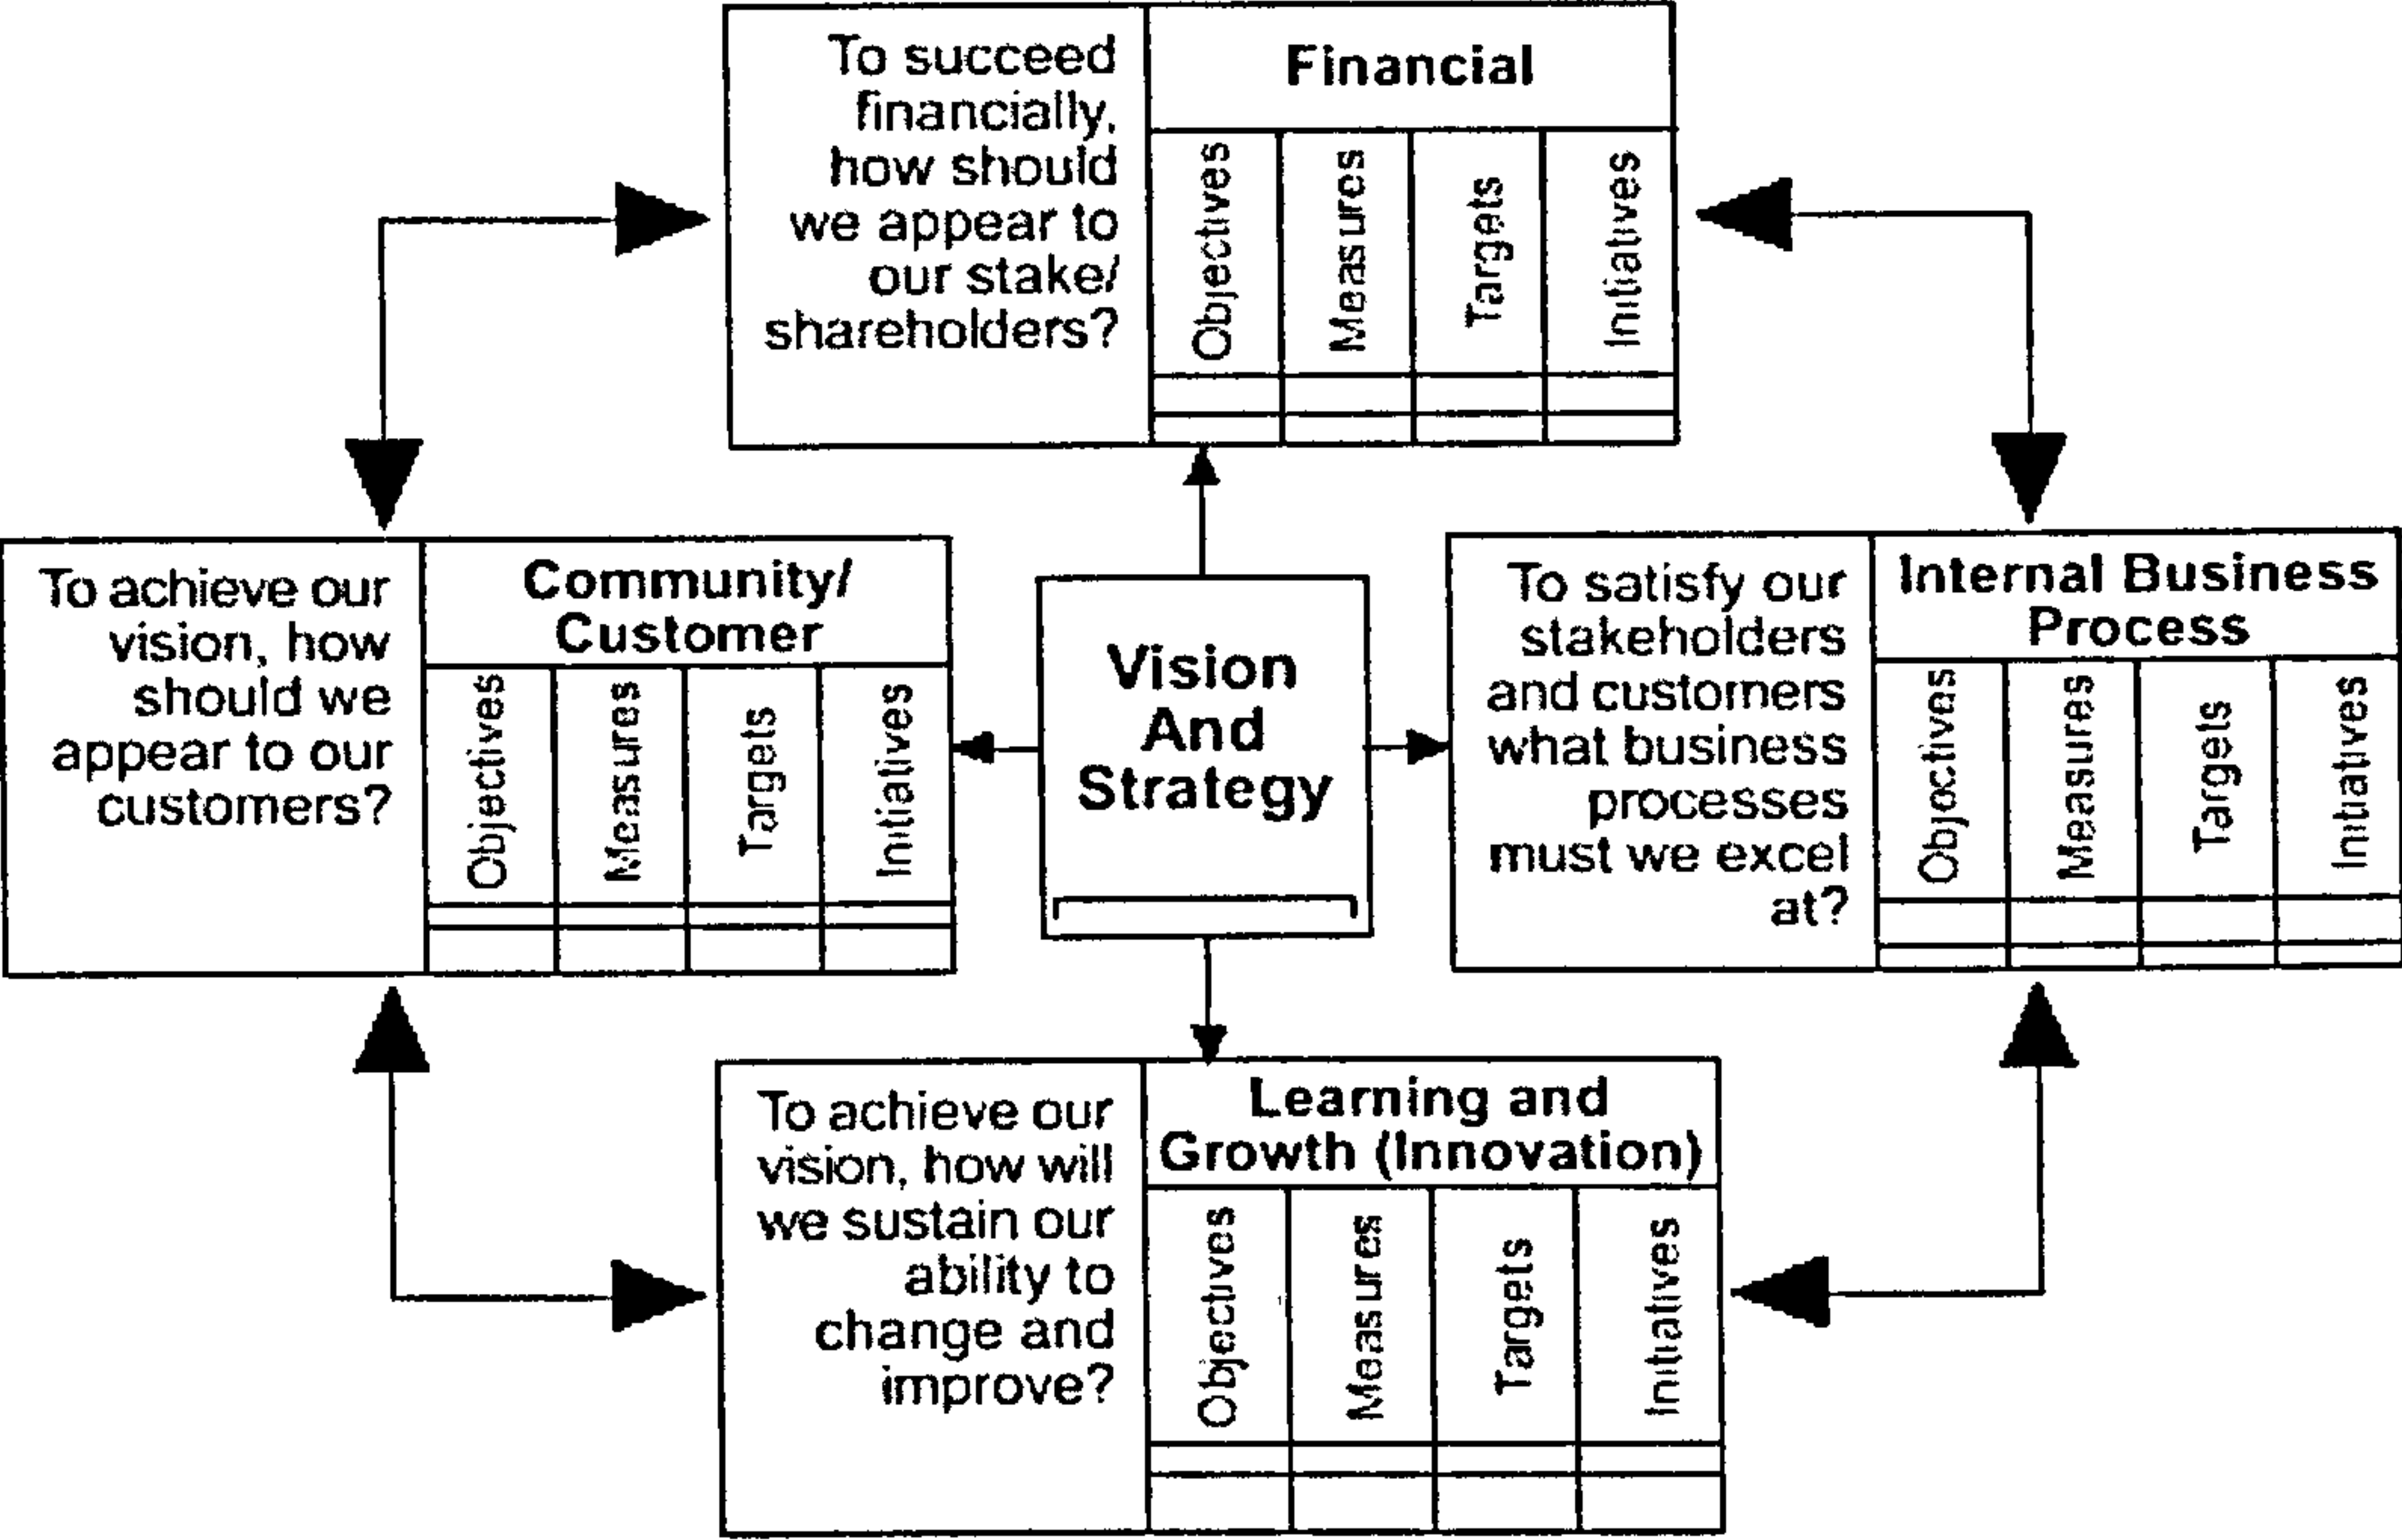 To succeed
financially,
how should
we appear to
our stake/
shareholders?
Financial
Objectives
Measures
Targets
Initiatives
To achieve our
vision, how
should we
appear to our
customers?
Community/
Customer
Objectives
Measures
Targets
Initiatives
Vision
And
Strategy
To satisfy our
stakeholders
and customers
what business
processes
must we excel
at?
Internal Business
Process
Objectives
Measures
Targets
Initiatives
To achieve our
vision, how will
we sustain our
ability to
change and
improve?
Learning and
Growth (Innovation)
Objectives
Measures
Targets
Initiatives